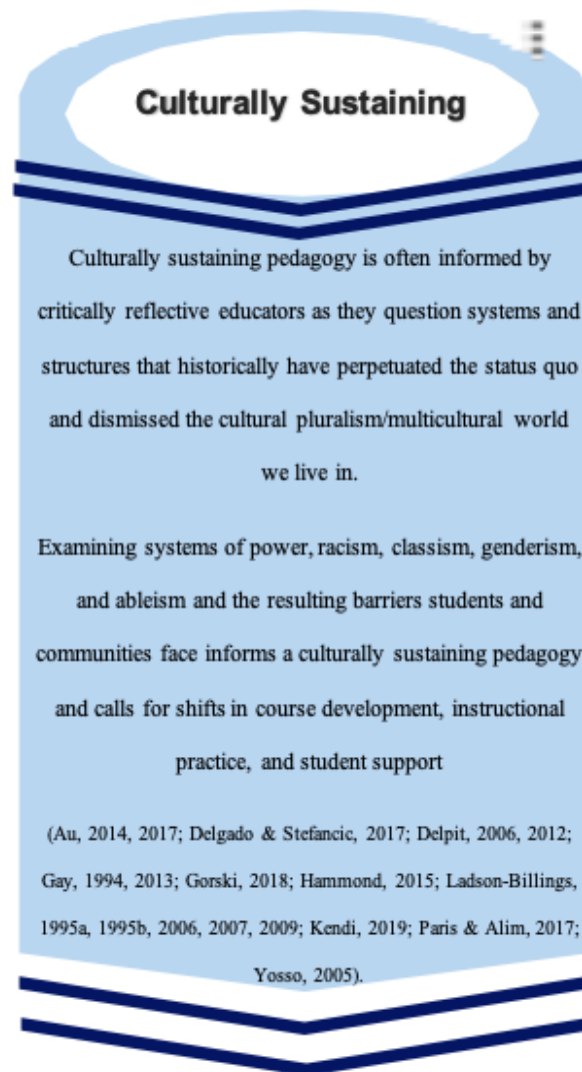 Culturally Sustaining
Culturally sustaining pedagogy is often informed by
critically reflective educators as they question systems and
structures that historically have perpetuated the status quo
and dismissed the cultural pluralism/multicultural world
we live in.
Examining systems of power, racism, classism, genderism,
and ableism and the resulting barriers students and
communities face informs a culturally sustaining pedagogy
and calls for shifts in course development, instructional
practice, and student support
(Au, 2014, 2017; Delgado & Stefancic, 2017; Delpit, 2006, 2012;
Gay, 1994, 2013; Gorski, 2018; Hammond, 2015; Ladson-Billings,
1995a, 1995b, 2006, 2007, 2009; Kendi, 2019; Paris & Alim, 2017;
Yosso, 2005).